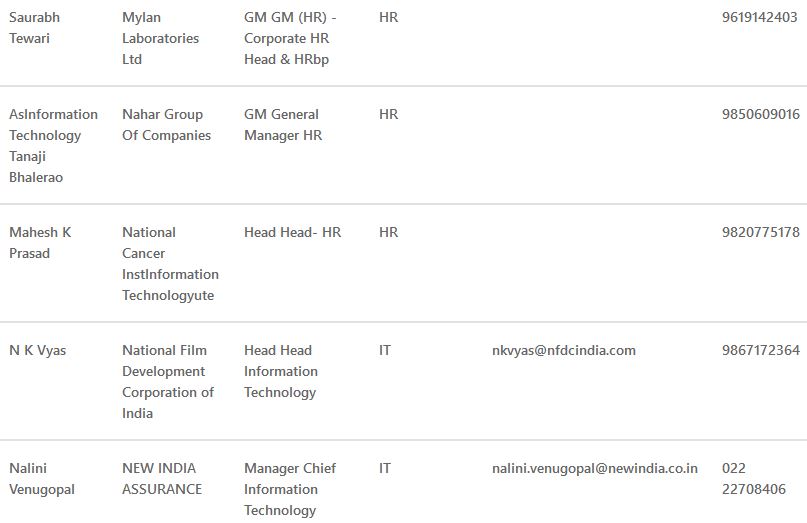 Saurabh Tewari
Mylan Laboratories Ltd
GM GM (HR) - Corporate HR Head & HRbp
HR
9619142403
AsInformation Technology Tanaji Bhalerao
Nahar Group Of Companies
GM General Manager HR
HR
9850609016
Mahesh K Prasad
National Cancer InstInformation Technologyute
Head Head- HR
HR
9820775178
N K Vyas
National Film Development Corporation of India
Head Head Information Technology
IT
nkvyas@nfdcindia.com
9867172364
Nalini Venugopal
NEW INDIA ASSURANCE
Manager Chief Information Technology
IT
nalini.venugopal@newindia.co.in
022 22708406